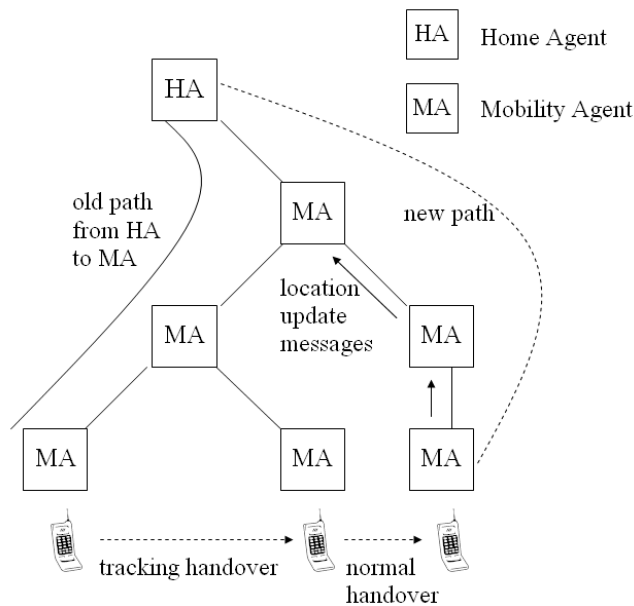 HA
Home Agent
HA
MA
Mobility Agent
old path
from HA
to MA
MA
new path
location
update
messages
MA
MA
MA
MA
MA
tracking handover
normal
handover